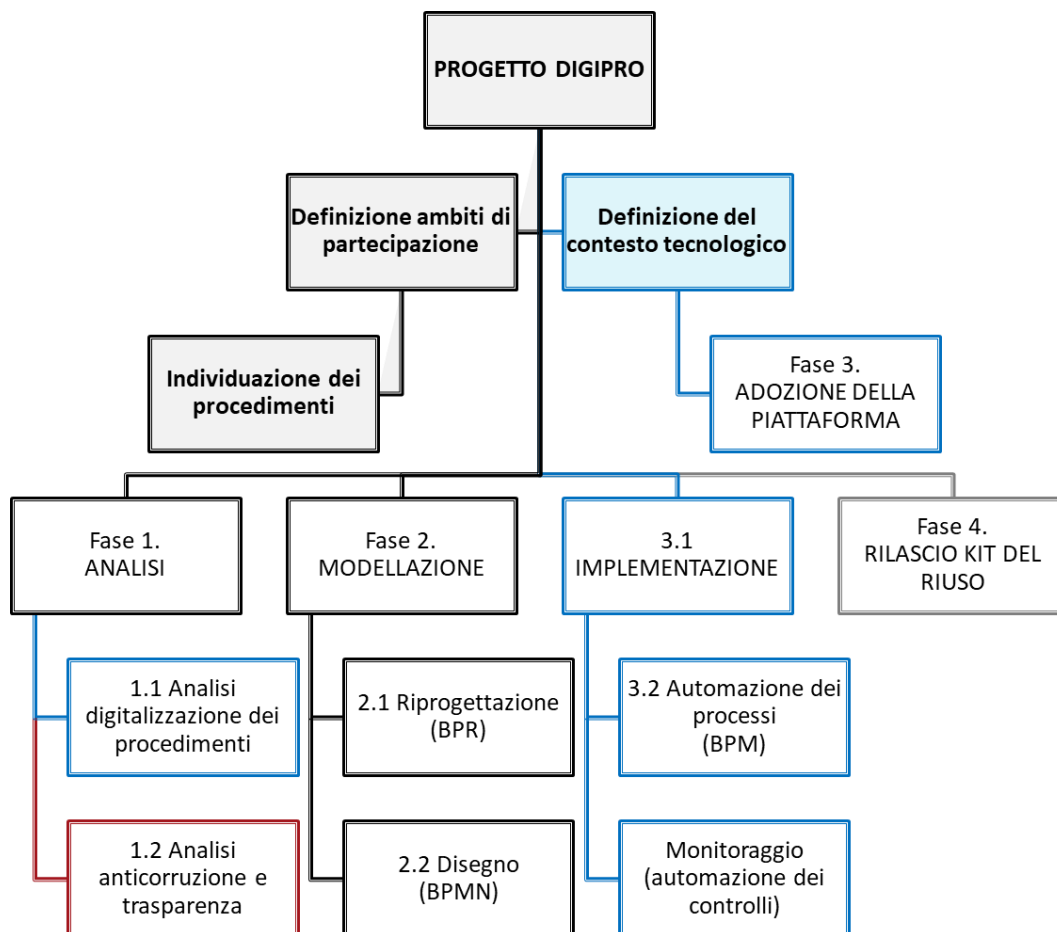 PROGETTO DIGIPRO
Definizione ambiti di
partecipazione
Definizione del
contesto tecnologico
Individuazione dei
procedimenti
Fase 3.
ADOZIONE DELLA
PIATTAFORMA
Fase 1.
ANALISI
Fase 2.
MODELLAZIONE
3.1
IMPLEMENTAZIONE
Fase 4.
RILASCIO KIT DEL
RIUSO
1.1 Analisi
digitalizzazione dei
procedimenti
2.1 Riprogettazione
(BPR)
3.2 Automazione dei
processi
(BPM)
1.2 Analisi
anticorruzione e
trasparenza
2.2 Disegno
(BPMN)
Monitoraggio
(automazione dei
controlli)